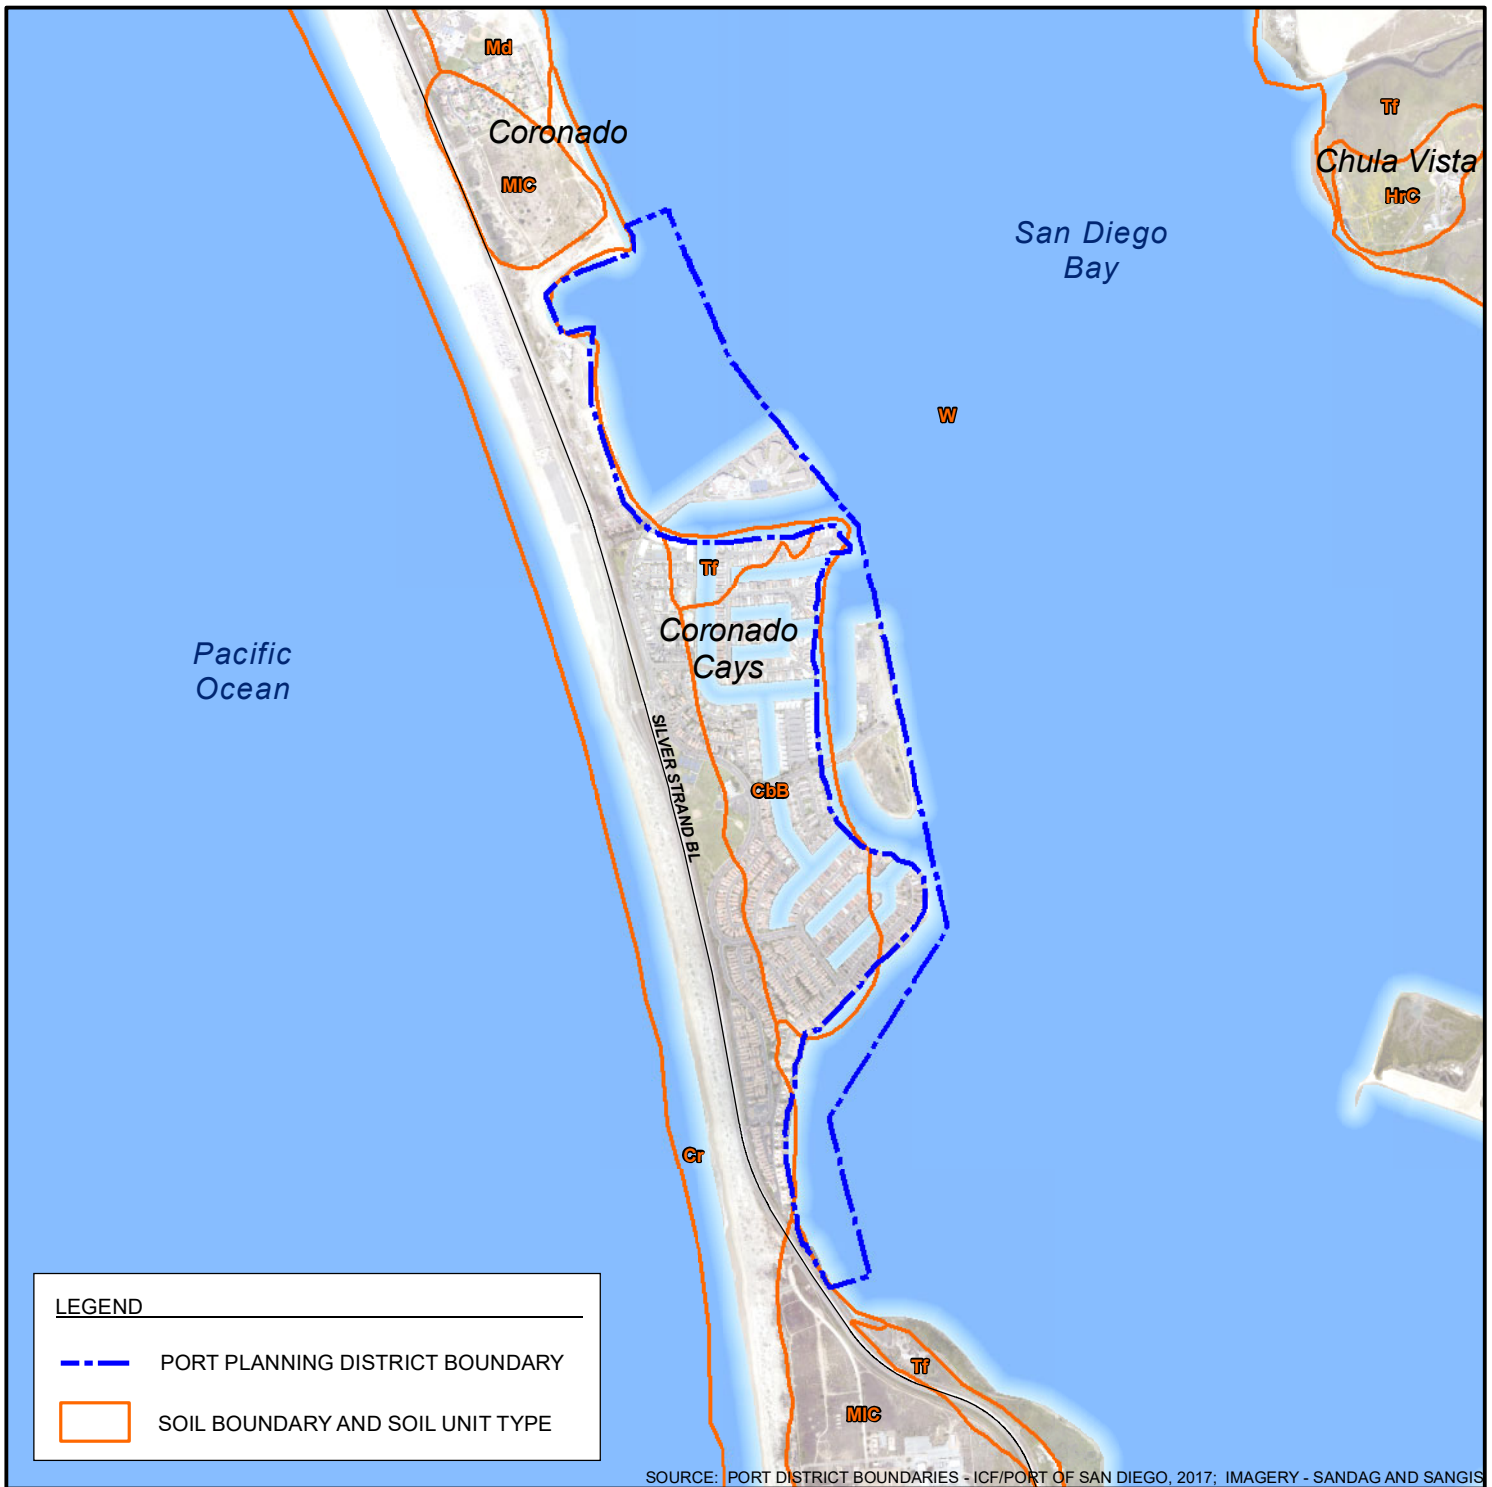 Md
Coronado
MlC
Tf
Chula Vista
HrC
San Diego
Bay
W
Tf
Coronado
Cays
Pacific
Ocean
SILVER STRAND BL
CbB
Cr
Tf
MlC
LEGEND
PORT PLANNING DISTRICT BOUNDARY
SOIL BOUNDARY AND SOIL UNIT TYPE
SOURCE: PORT DISTRICT BOUNDARIES - ICF/PORT OF SAN DIEGO, 2017; IMAGERY - SANDAG AND SANGIS